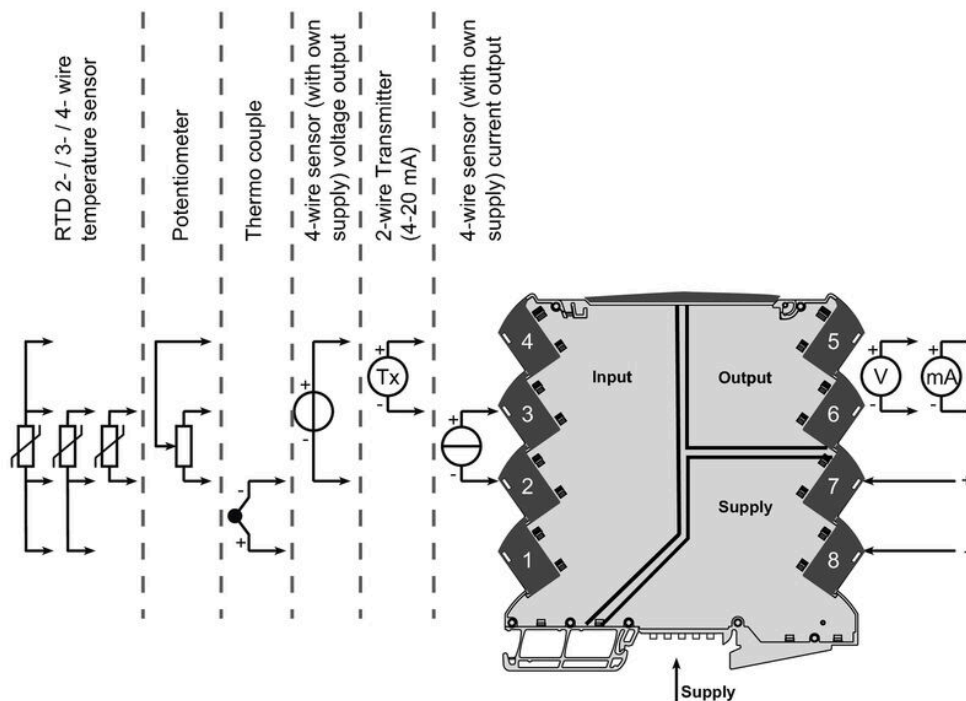 RTD 2- / 3- / 4- wire
temperature sensor
Potentiometer
Thermo couple
4-wire sensor (with own
supply) voltage output
2-wire Transmitter
(4-20 mA)
4-wire sensor (with own
supply) current output
4
3
2
1
Input
Output
Supply
5
6
7
8
+
-
+
-
+
Tx
-
+
-
+
V
-
+
mA
-
Supply